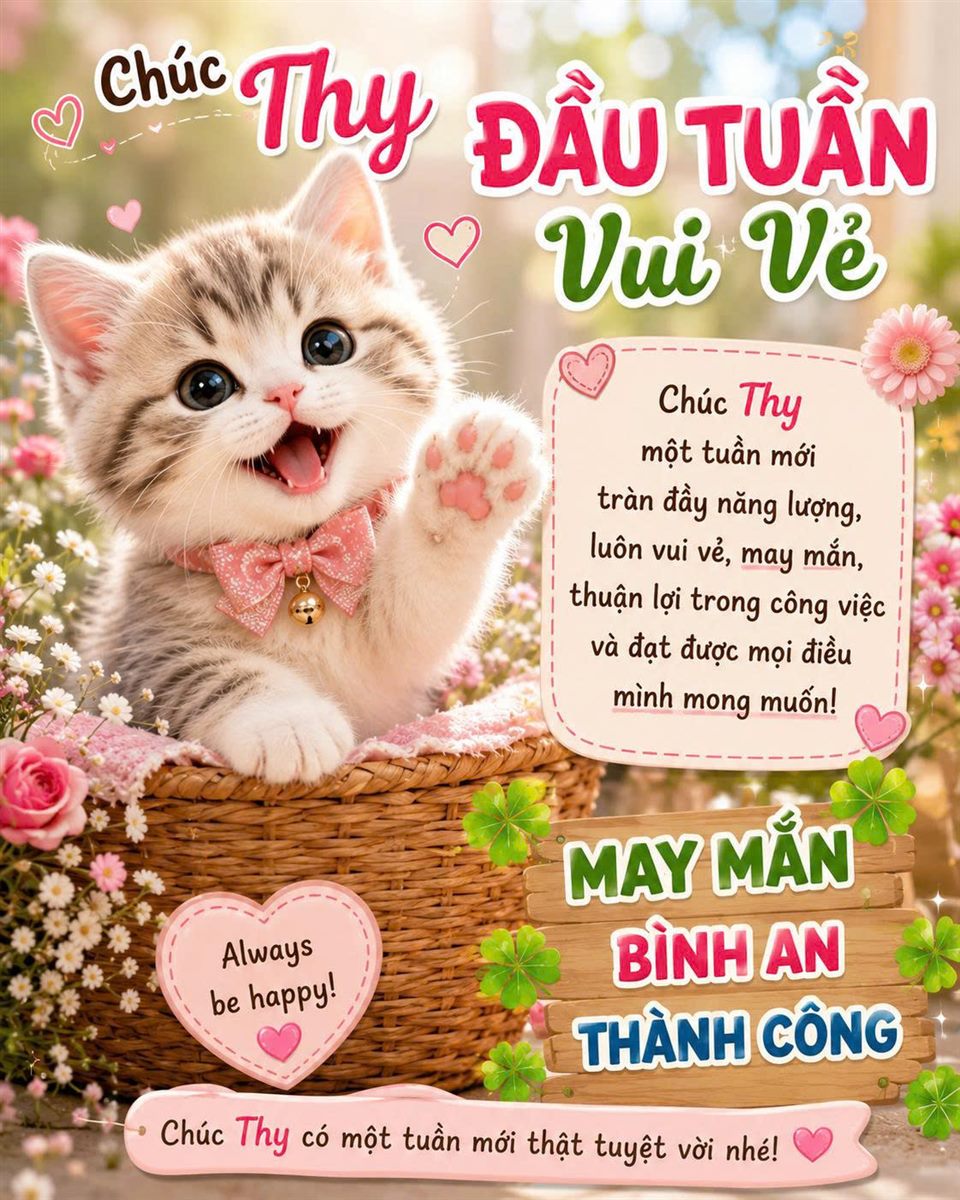 Chúc Thy
ĐẦU TUẦN
Vui Vẻ
Chúc Thy
một tuần mới
tràn đầy năng lượng,
luôn vui vẻ, may mắn,
thuận lợi trong công việc
và đạt được mọi điều
mình mong muốn!
MAY MẮN
BÌNH AN
THÀNH CÔNG
Always
be happy!
Chúc Thy có một tuần mới thật tuyệt vời nhé!